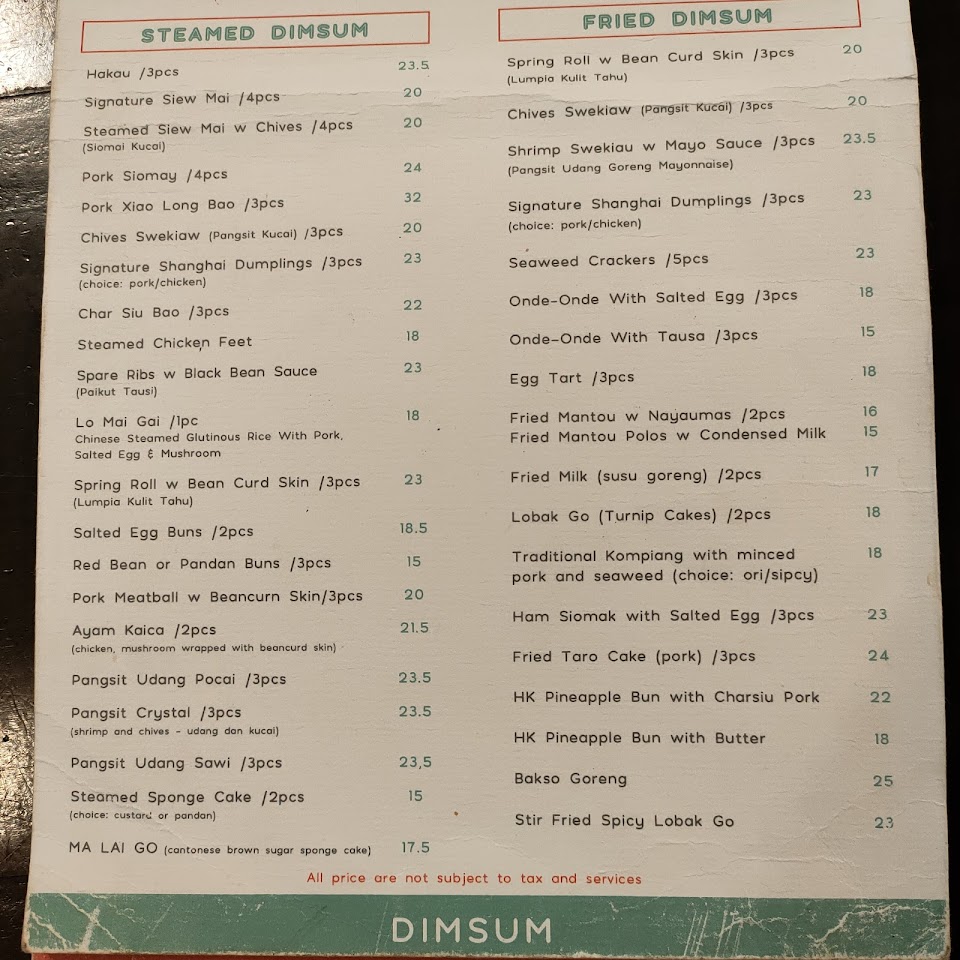 STEAMED DIMSUM
Hakau /3pcs 23.5
Signature Siew Mai /4pcs 20
Steamed Siew Mai w Chives /4pcs 20
(Siomai Kucai)
Pork Siomay /4pcs 24
Pork Xiao Long Bao /3pcs 32
Chives Swekiaw (Pangsit Kucai) /3pcs 20
Signature Shanghai Dumplings /3pcs 23
(choice: pork/chicken)
Char Siu Bao /3pcs 22
Steamed Chicken Feet 18
Spare Ribs w Black Bean Sauce 23
(Paikut Tausi)
Lo Mai Gai /1pc 18
Chinese Steamed Glutinous Rice With Pork,
Salted Egg & Mushroom
Spring Roll w Bean Curd Skin /3pcs 23
(Lumpia Kulit Tahu)
Salted Egg Buns /2pcs 18.5
Red Bean or Pandan Buns /3pcs 15
Pork Meatball w Beancurn Skin/3pcs 20
Ayam Kaica /2pcs 21.5
(chicken, mushroom wrapped with beancurd skin)
Pangsit Udang Pocai /3pcs 23.5
Pangsit Crystal /3pcs 23.5
(shrimp and chives - udang dan kucai)
Pangsit Udang Sawi /3pcs 23,5
Steamed Sponge Cake /2pcs 15
(choice: custard or pandan)
MA LAI GO (cantonese brown sugar sponge cake) 17.5
FRIED DIMSUM
Spring Roll w Bean Curd Skin /3pcs 20
(Lumpia Kulit Tahu)
Chives Swekiaw (Pangsit Kucai) /3pcs 20
Shrimp Swekiau w Mayo Sauce /3pcs 23.5
(Pangsit Udang Goreng Mayonnaise)
Signature Shanghai Dumplings /3pcs 23
(choice: pork/chicken)
Seaweed Crackers /5pcs 23
Onde-Onde With Salted Egg /3pcs 18
Onde-Onde With Tausa /3pcs 15
Egg Tart /3pcs 18
Fried Mantou w Nayaumas /2pcs 16
Fried Mantou Polos w Condensed Milk 15
Fried Milk (susu goreng) /2pcs 17
Lobak Go (Turnip Cakes) /2pcs 18
Traditional Kompiang with minced 18
pork and seaweed (choice: ori/sipcy)
Ham Siomak with Salted Egg /3pcs 23
Fried Taro Cake (pork) /3pcs 24
HK Pineapple Bun with Charsiu Pork 22
HK Pineapple Bun with Butter 18
Bakso Goreng 25
Stir Fried Spicy Lobak Go 23
All price are not subject to tax and services
DIMSUM